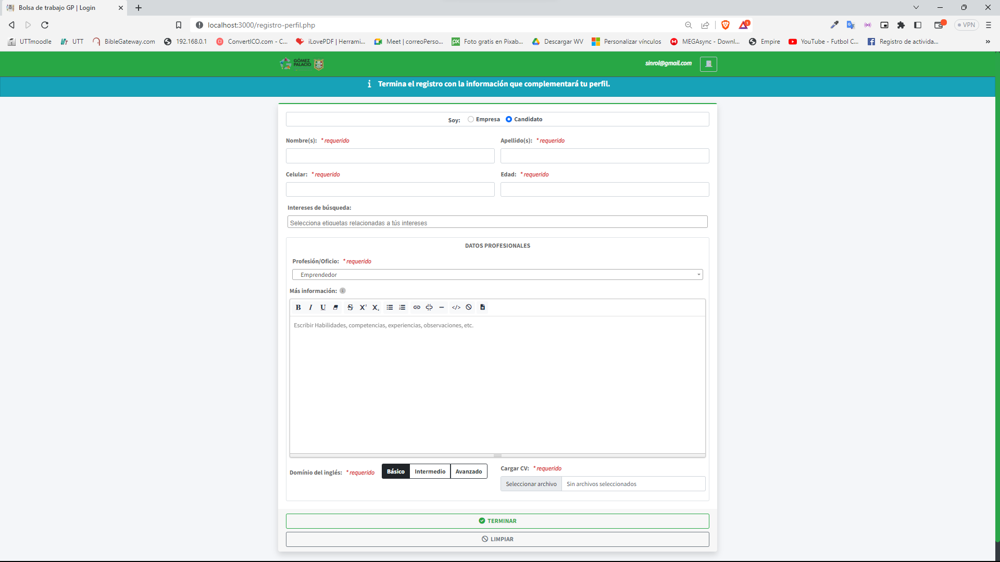 Bolsa de trabajo GP | Login
localhost:3000/registro-perfil.php
1
VPN
UTTmoodle
UTT
BibleGateway.com
192.168.0.1
ConvertICO.com - C...
iLovePDF | Herrami...
Meet | correoPerso...
Foto gratis en Pixab...
Descargar WV
Personalizar vínculos
MEGAsync - Downl...
Empire
YouTube - Futbol C...
Registro de activida...
»
GÓMEZ
PALACIO
sinrol@gmail.com
Termina el registro con la información que complementará tu perfil.
Soy: Empresa Candidato
Nombre(s): * requerido
Apellido(s): * requerido
Celular: * requerido
Edad: * requerido
Intereses de búsqueda:
Selecciona etiquetas relacionadas a tús intereses
DATOS PROFESIONALES
Profesión/Oficio: * requerido
Emprendedor
Más información:
B I U S X² X₂ </>
Escribir Habilidades, competencias, experiencias, observaciones, etc.
Domínio del inglés: * requerido Básico Intermedio Avanzado
Cargar CV: * requerido
Seleccionar archivo Sin archivos seleccionados
TERMINAR
LIMPIAR